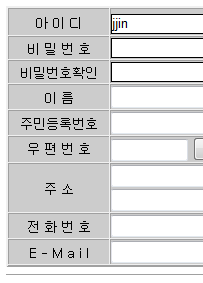 아 이 디 jjin
비 밀 번 호
비밀번호확인
이 름
주민등록번호
우 편 번 호
주 소
전 화 번 호
E - M a i l